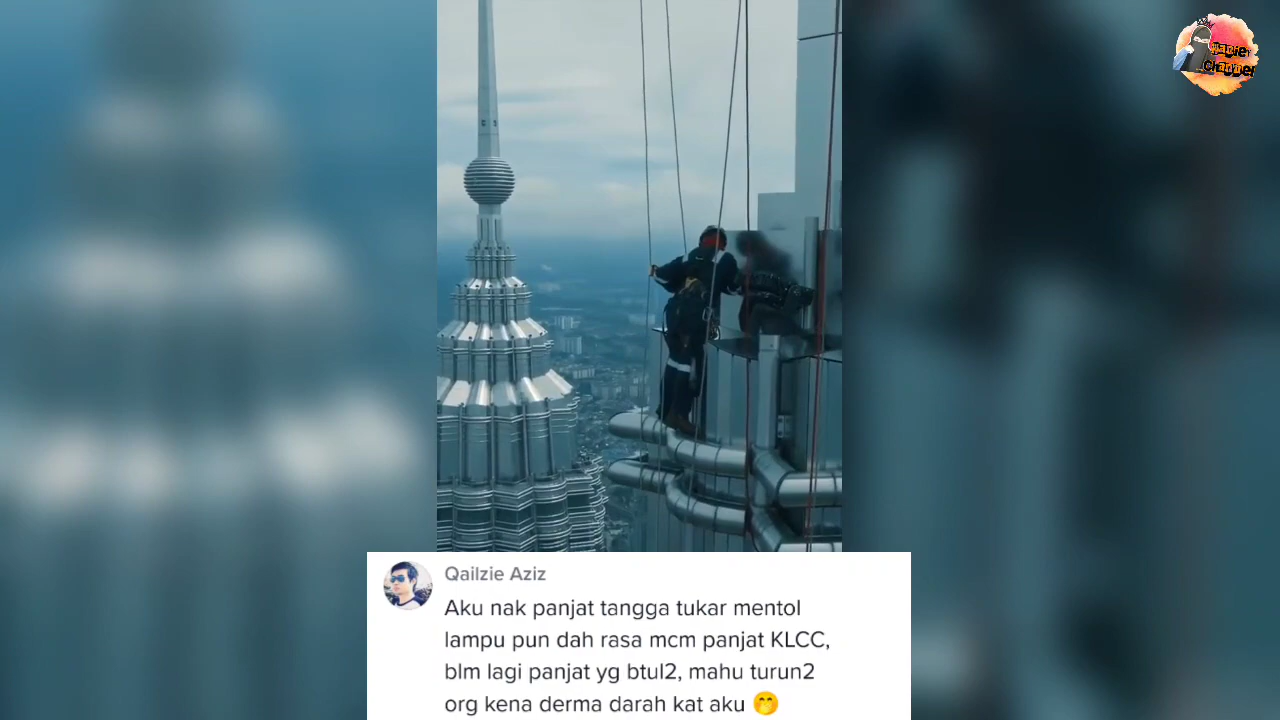 Qailzie Aziz
Aku nak panjat tangga tukar mentol
lampu pun dah rasa mcm panjat KLCC,
blm lagi panjat yg btul2, mahu turun2
org kena derma darah kat aku 🤭